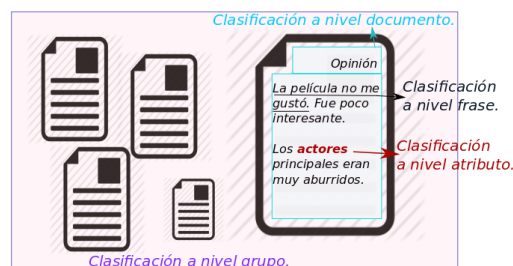 Clasificación a nivel documento.
Opinión
La película no me
gustó. Fue poco
interesante.
Los actores
principales eran
muy aburridos.
Clasificación
a nivel frase.
Clasificación
a nivel atributo.
Clasificación a nivel grupo.